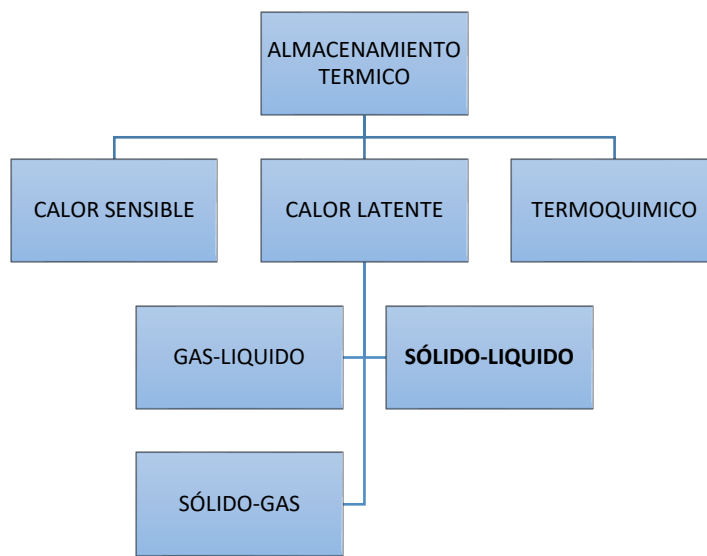 ALMACENAMIENTO
TERMICO
CALOR SENSIBLE
CALOR LATENTE
TERMOQUIMICO
GAS-LIQUIDO
SÓLIDO-LIQUIDO
SÓLIDO-GAS